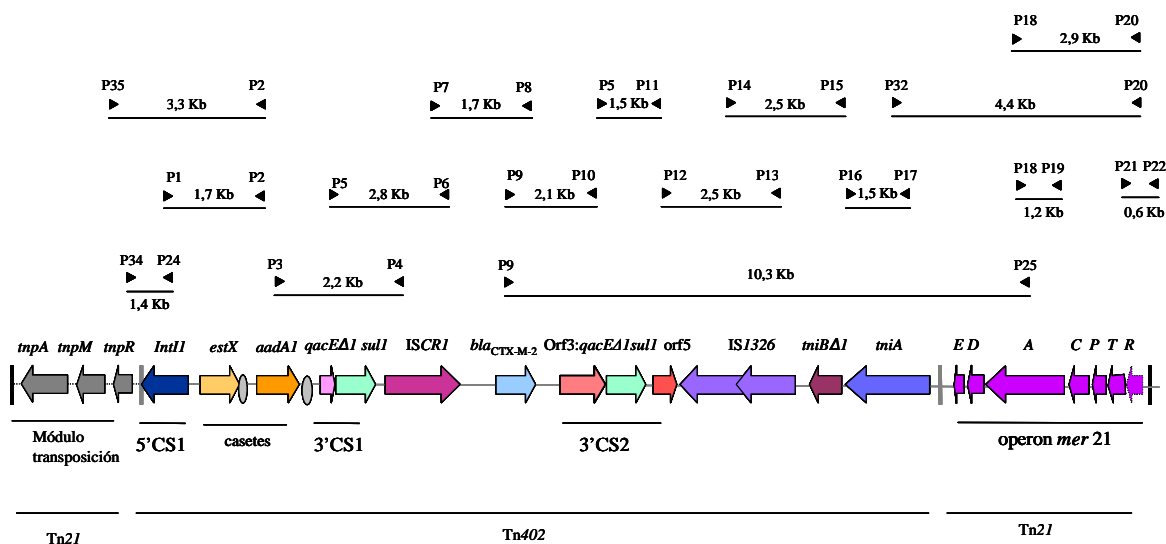 P18 P20
2,9 Kb
P35 P2 P7 P8 P5 P11 P14 P15 P32 P20
3,3 Kb 1,7 Kb 1,5 Kb 2,5 Kb 4,4 Kb
P1 P2 P5 P6 P9 P10 P12 P13 P16 P17 P18 P19 P21 P22
1,7 Kb 2,8 Kb 2,1 Kb 2,5 Kb 1,5 Kb
1,2 Kb 0,6 Kb
P34 P24 P3 P4 P9 P25
1,4 Kb 2,2 Kb 10,3 Kb
tnpA tnpM tnpR IntI1 estX aadA1 qacEΔ1 sul1 ISCR1 blaCTX-M-2 Orf3:qacEΔ1sul1 orf5 IS1326 tniBΔ1 tniA E D A C P T R
Módulo
transposición
5’CS1 casetes 3’CS1 3’CS2 operon mer 21
Tn21 Tn402 Tn21